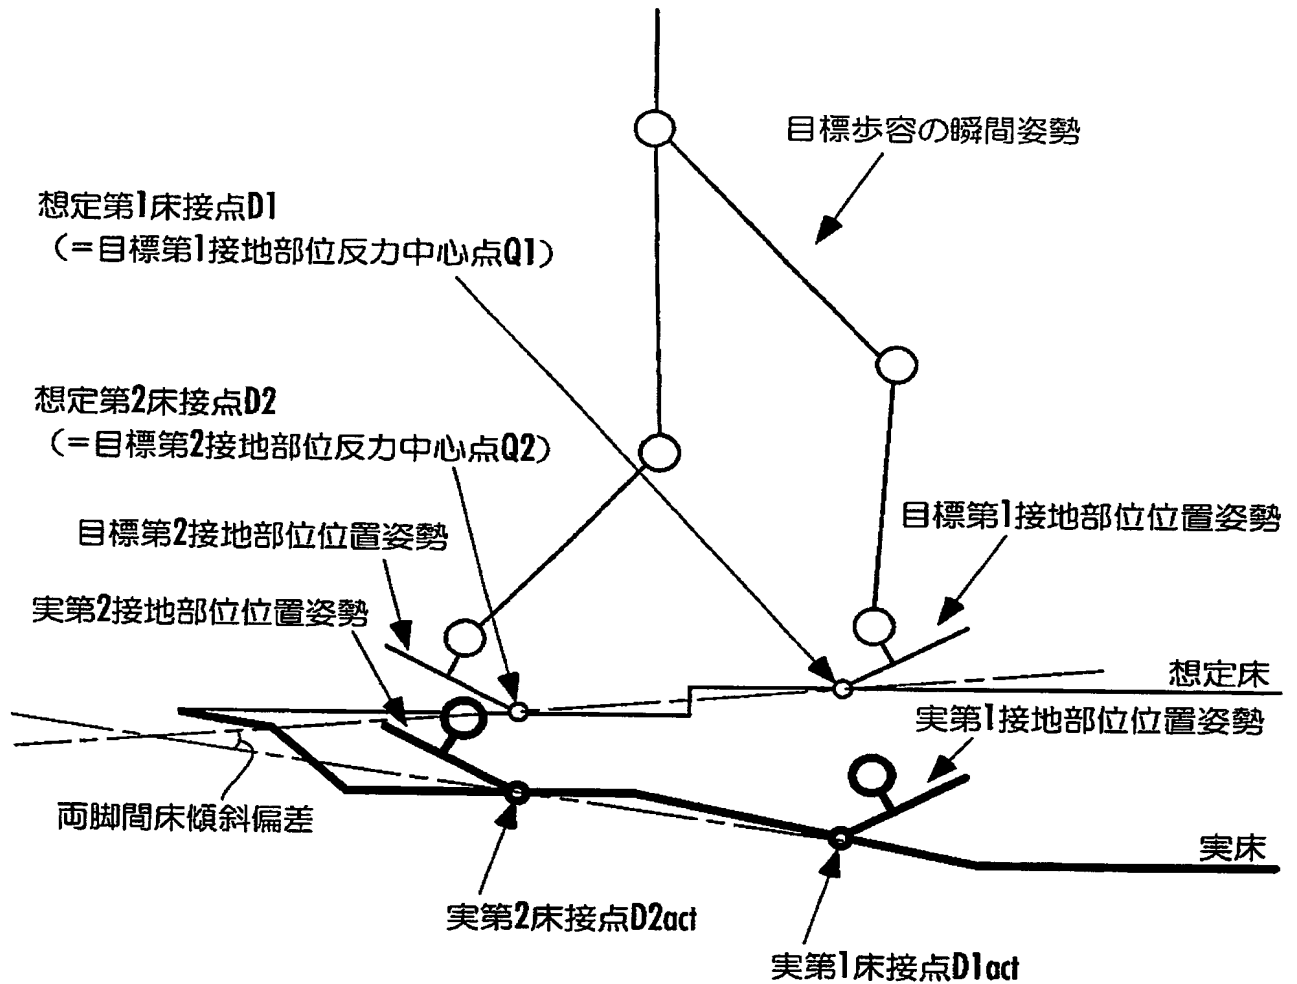 目標歩容の瞬間姿勢
想定第1床接点D1
（=目標第1接地部位反力中心点Q1）
想定第2床接点D2
（=目標第2接地部位反力中心点Q2）
目標第1接地部位位置姿勢
目標第2接地部位位置姿勢
実第2接地部位位置姿勢
想定床
実第1接地部位位置姿勢
両脚間床傾斜偏差
実床
実第2床接点D2act
実第1床接点D1act